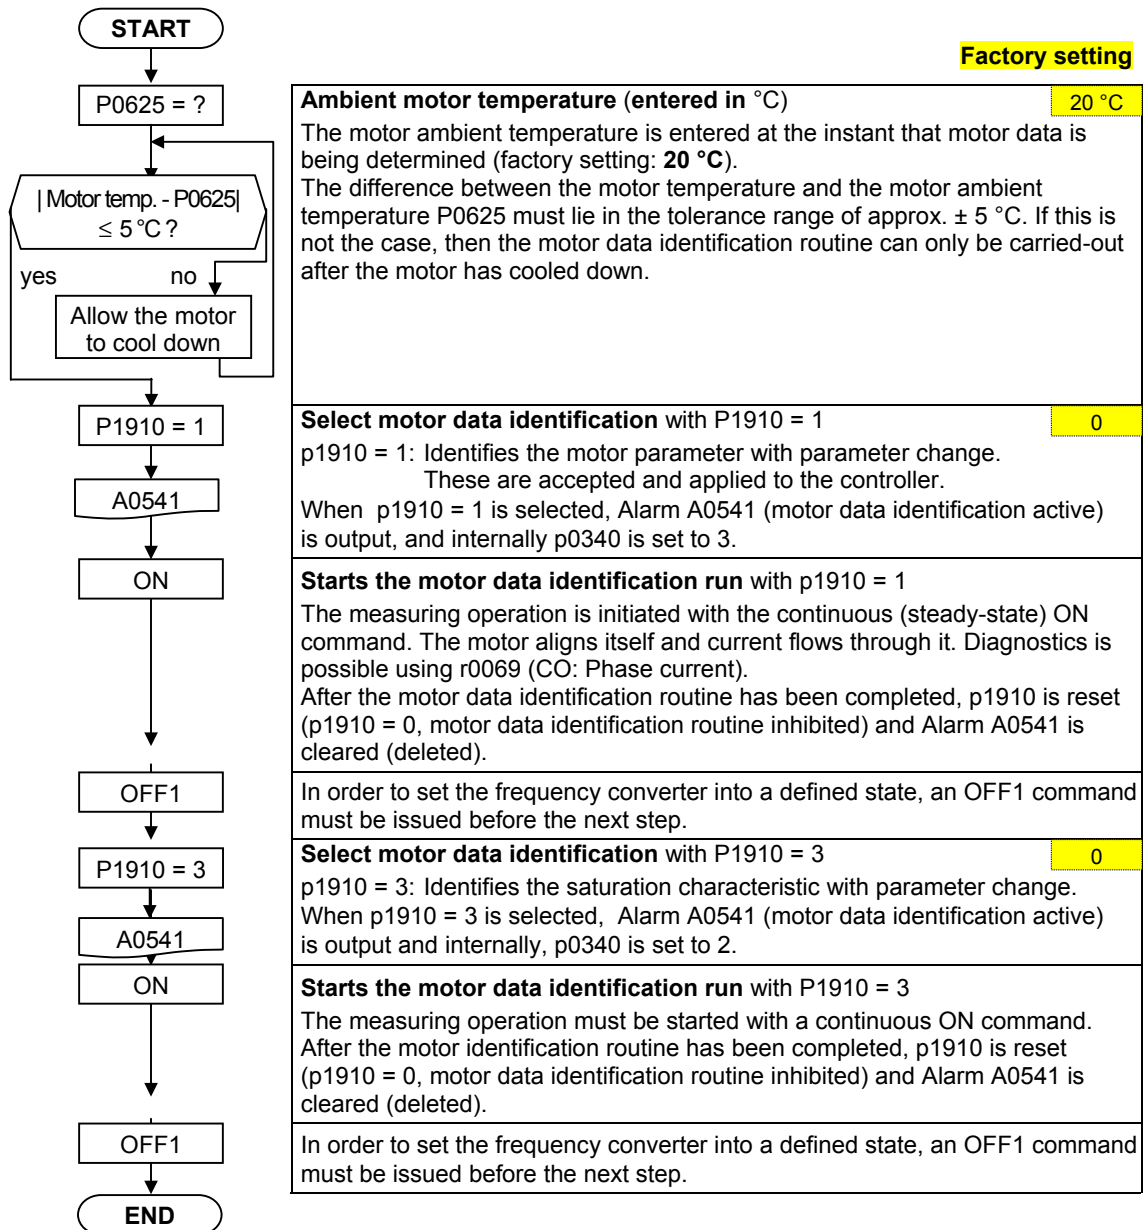 START
Factory setting
P0625 = ?
Ambient motor temperature (entered in °C)
20 °C
The motor ambient temperature is entered at the instant that motor data is
being determined (factory setting: 20 °C).
The difference between the motor temperature and the motor ambient
temperature P0625 must lie in the tolerance range of approx. ± 5 °C. If this is
not the case, then the motor data identification routine can only be carried-out
after the motor has cooled down.
| Motor temp. - P0625|
≤ 5 °C ?
yes
no
Allow the motor
to cool down
P1910 = 1
Select motor data identification with P1910 = 1
0
p1910 = 1: Identifies the motor parameter with parameter change.
These are accepted and applied to the controller.
When p1910 = 1 is selected, Alarm A0541 (motor data identification active)
is output, and internally p0340 is set to 3.
A0541
ON
Starts the motor data identification run with p1910 = 1
The measuring operation is initiated with the continuous (steady-state) ON
command. The motor aligns itself and current flows through it. Diagnostics is
possible using r0069 (CO: Phase current).
After the motor data identification routine has been completed, p1910 is reset
(p1910 = 0, motor data identification routine inhibited) and Alarm A0541 is
cleared (deleted).
OFF1
In order to set the frequency converter into a defined state, an OFF1 command
must be issued before the next step.
P1910 = 3
Select motor data identification with P1910 = 3
0
p1910 = 3: Identifies the saturation characteristic with parameter change.
When p1910 = 3 is selected, Alarm A0541 (motor data identification active)
is output and internally, p0340 is set to 2.
A0541
ON
Starts the motor data identification run with P1910 = 3
The measuring operation must be started with a continuous ON command.
After the motor identification routine has been completed, p1910 is reset
(p1910 = 0, motor data identification routine inhibited) and Alarm A0541 is
cleared (deleted).
OFF1
In order to set the frequency converter into a defined state, an OFF1 command
must be issued before the next step.
END